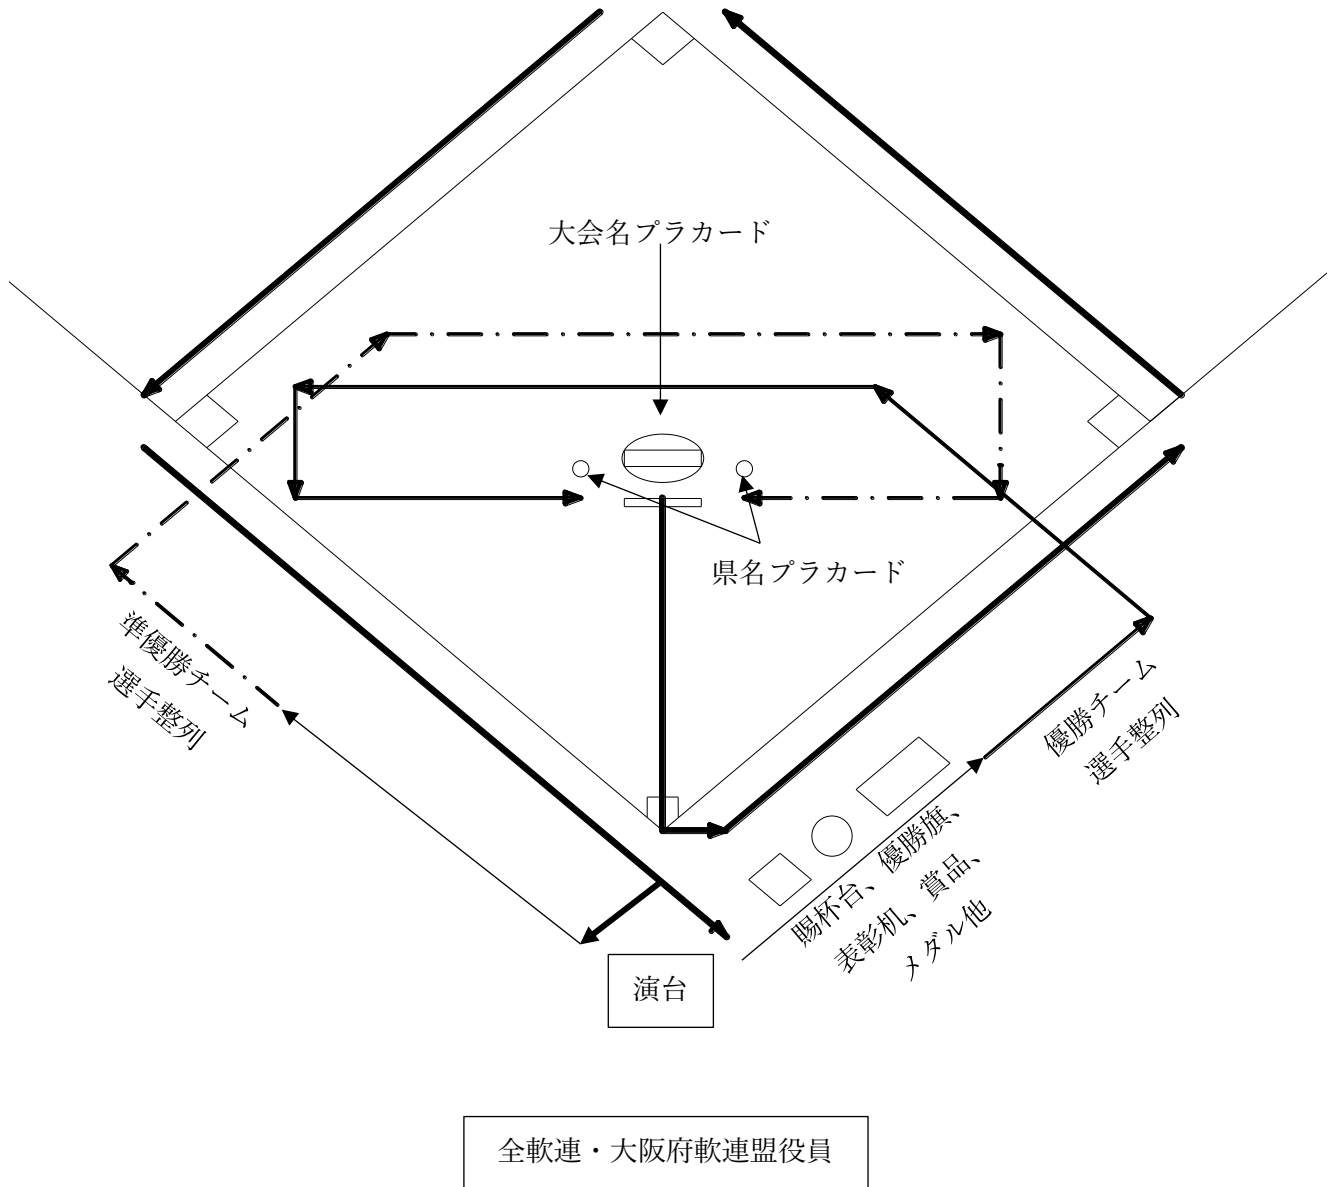 大会名プラカード
県名プラカード
準優勝チーム
選手整列
優勝チーム
選手整列
賜杯台、優勝旗、
表彰机、賞品、
メダル他
演台
全軟連・大阪府軟連盟役員